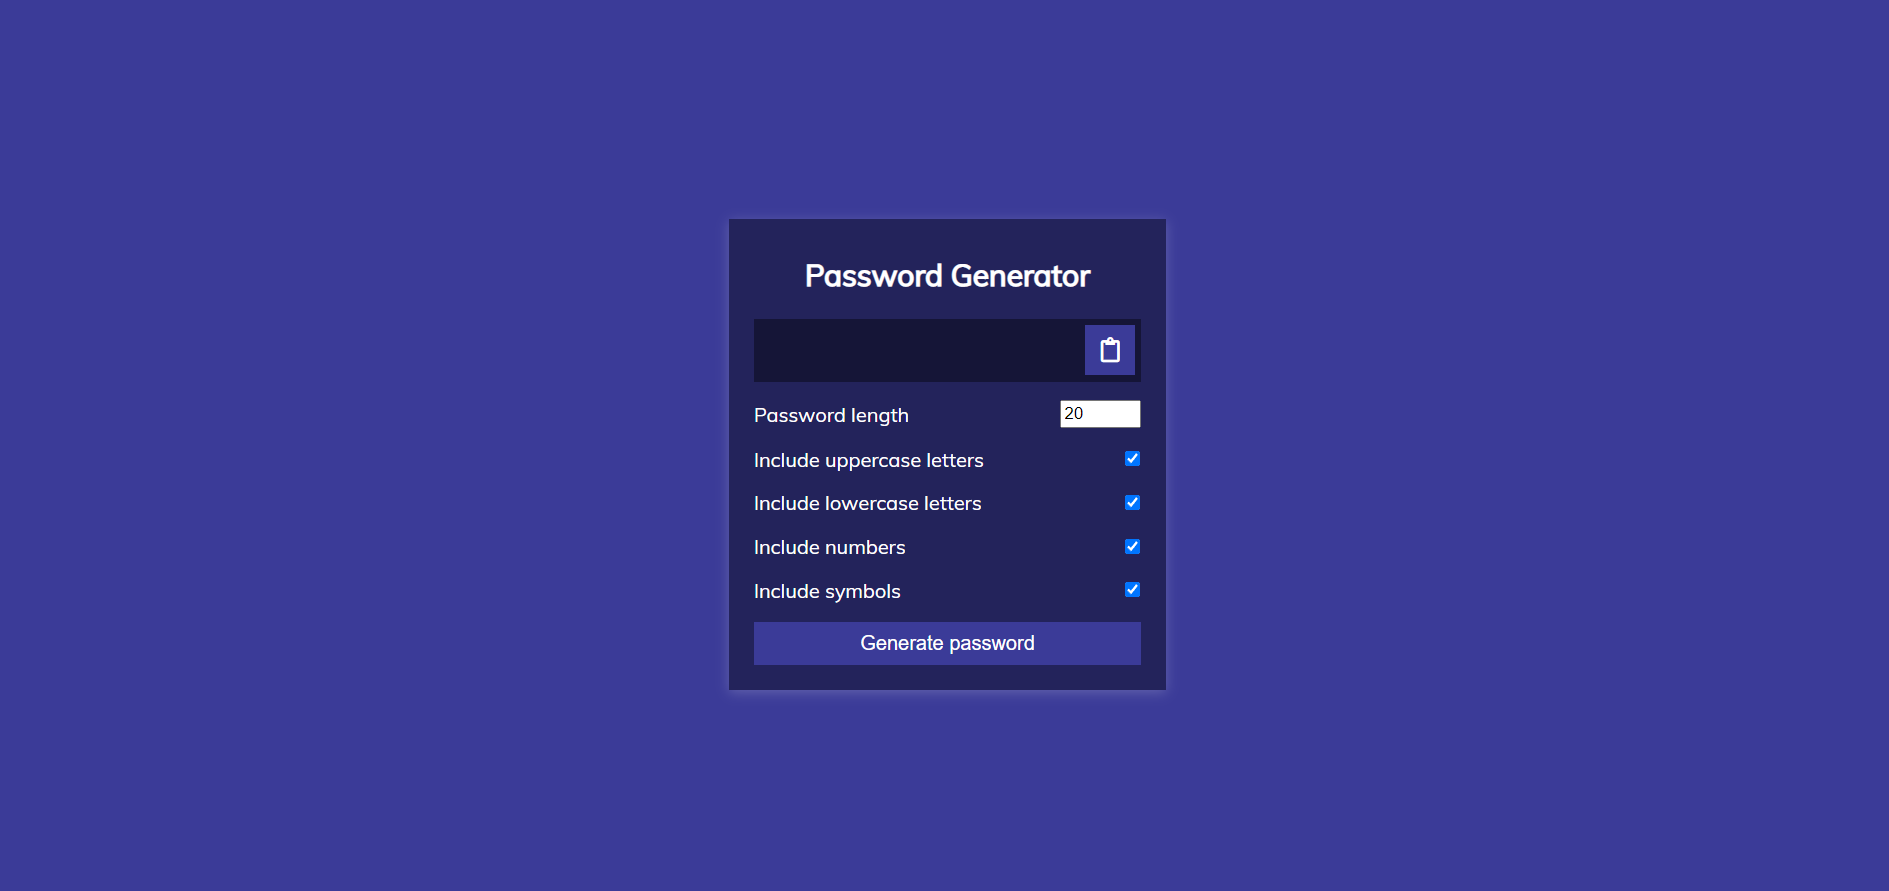 Password Generator
Password length 20
Include uppercase letters
Include lowercase letters
Include numbers
Include symbols
Generate password